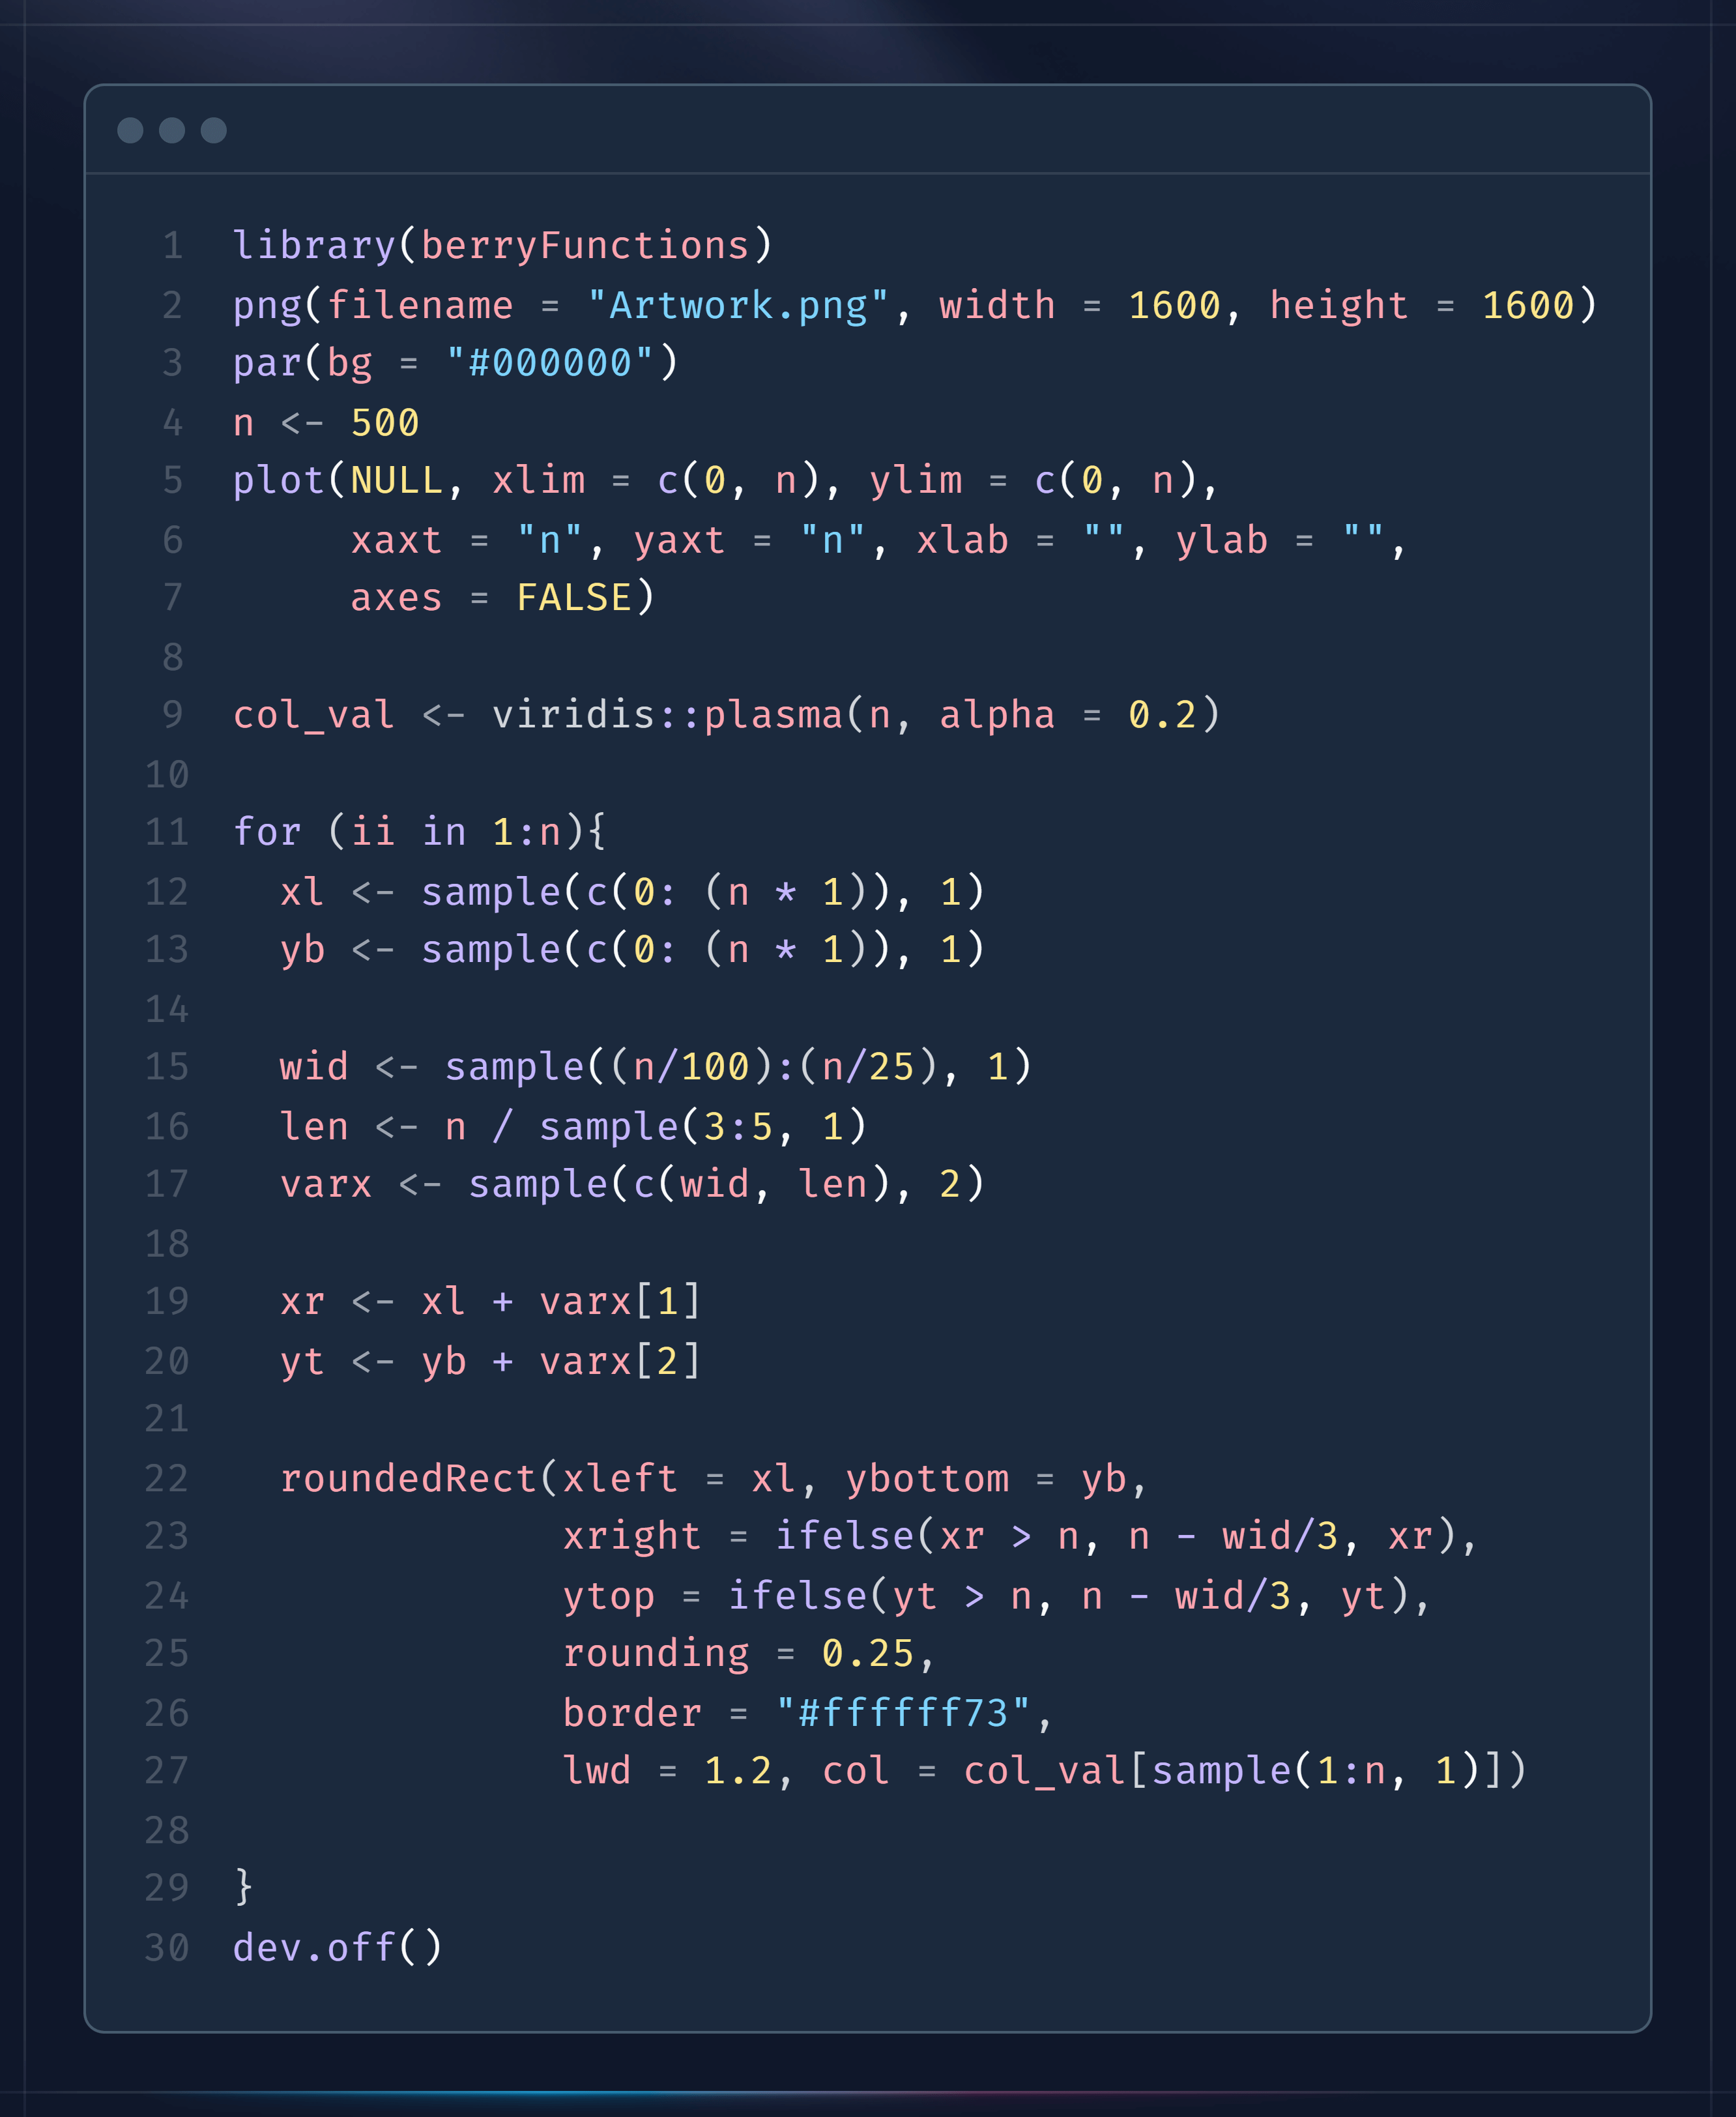 1 library(berryFunctions)
2 png(filename = "Artwork.png", width = 1600, height = 1600)
3 par(bg = "#000000")
4 n <- 500
5 plot(NULL, xlim = c(0, n), ylim = c(0, n),
6      xaxt = "n", yaxt = "n", xlab = "", ylab = "",
7      axes = FALSE)
8
9 col_val <- viridis::plasma(n, alpha = 0.2)
10
11 for (ii in 1:n){
12   xl <- sample(c(0: (n * 1)), 1)
13   yb <- sample(c(0: (n * 1)), 1)
14
15   wid <- sample((n/100):(n/25), 1)
16   len <- n / sample(3:5, 1)
17   varx <- sample(c(wid, len), 2)
18
19   xr <- xl + varx[1]
20   yt <- yb + varx[2]
21
22   roundedRect(xleft = xl, ybottom = yb,
23               xright = ifelse(xr > n, n - wid/3, xr),
24               ytop = ifelse(yt > n, n - wid/3, yt),
25               rounding = 0.25,
26               border = "#ffffff73",
27               lwd = 1.2, col = col_val[sample(1:n, 1)])
28
29 }
30 dev.off()